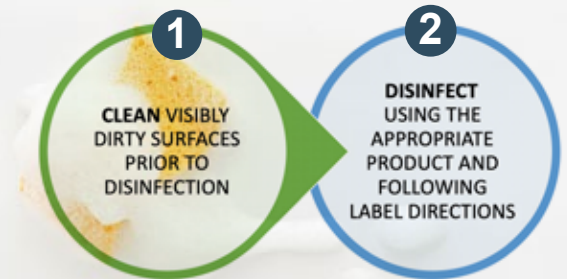 1
CLEAN VISIBLY
DIRTY SURFACES
PRIOR TO
DISINFECTION
2
DISINFECT
USING THE
APPROPRIATE
PRODUCT AND
FOLLOWING
LABEL DIRECTIONS